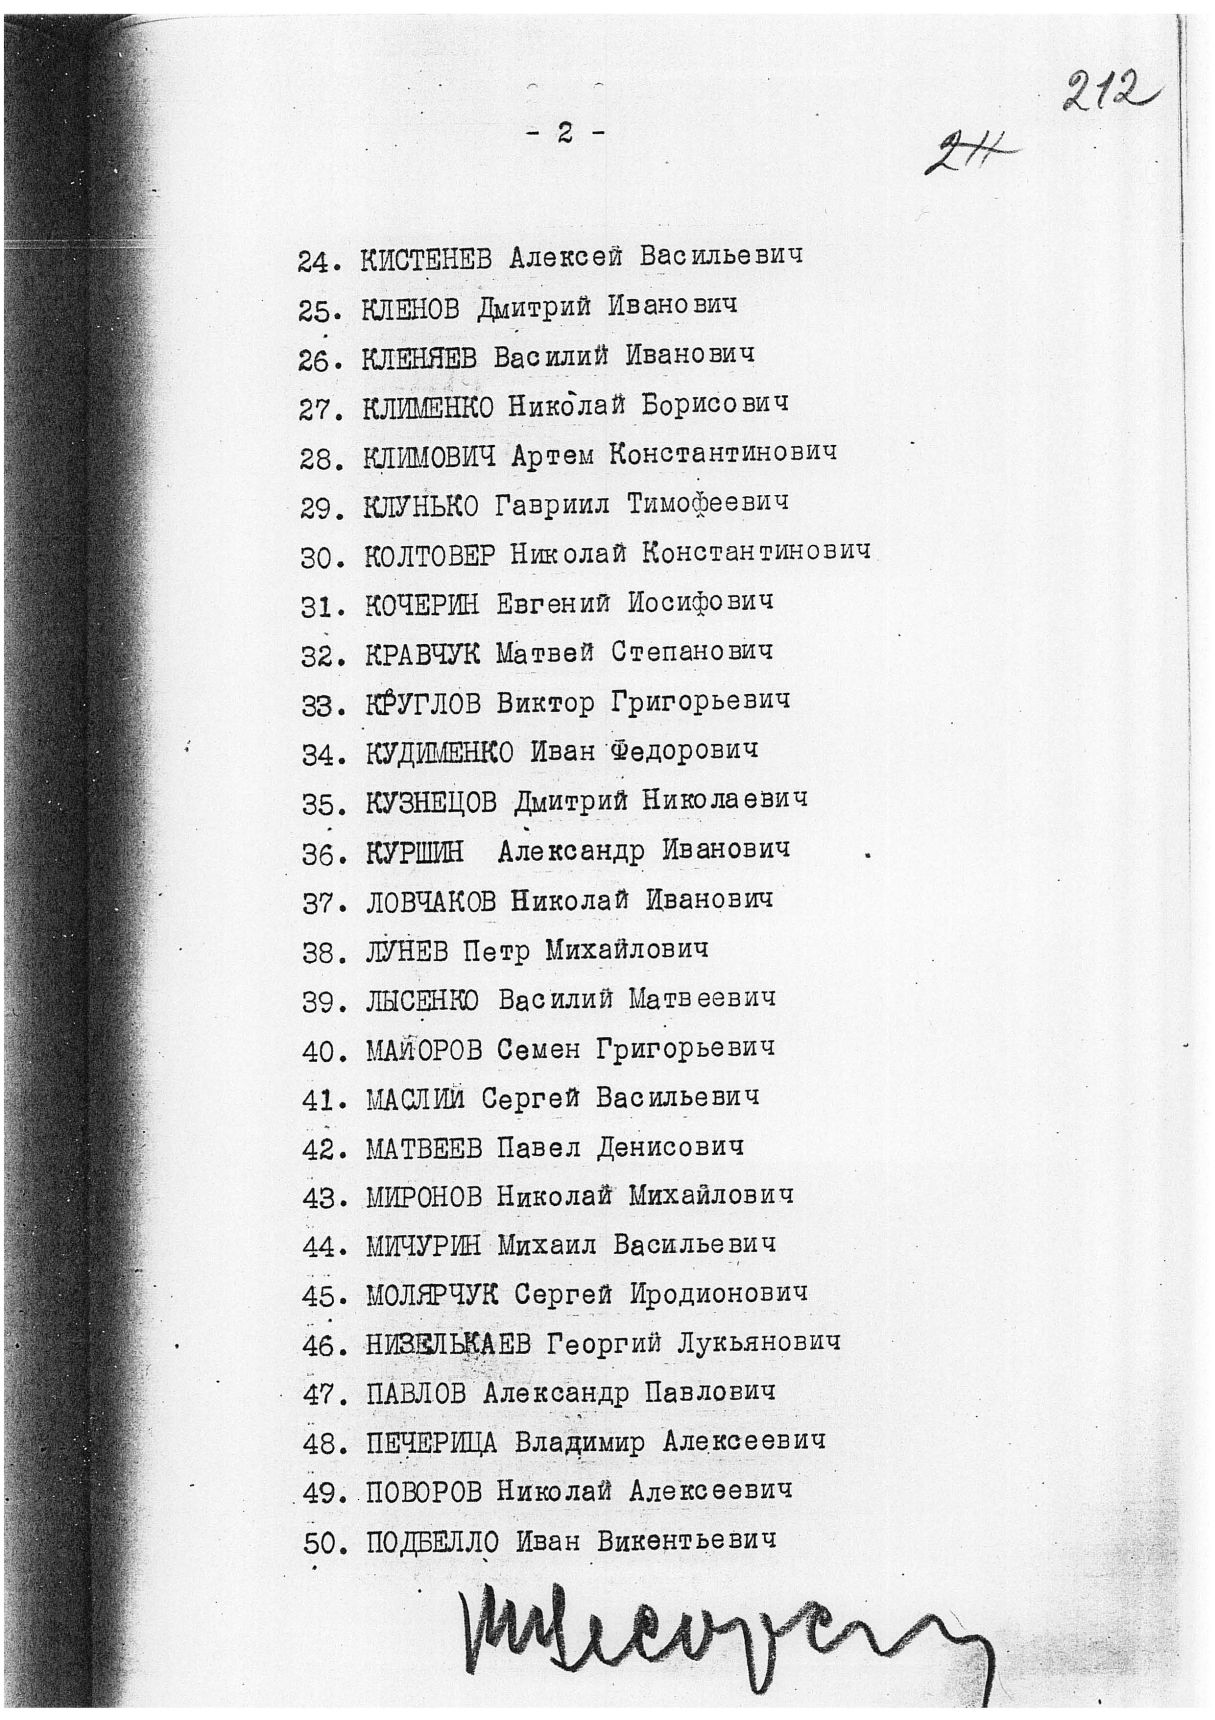 212
- 2 -
24. КИСТЕНЕВ Алексей Васильевич
25. КЛЕНОВ Дмитрий Иванович
26. КЛЕНЯЕВ Василий Иванович
27. КЛИМЕНКО Николай Борисович
28. КЛИМОВИЧ Артем Константинович
29. КЛУНЬКО Гавриил Тимофеевич
30. КОЛТОВЕР Николай Константинович
31. КОЧЕРИН Евгений Иосифович
32. КРАВЧУК Матвей Степанович
33. КРУГЛОВ Виктор Григорьевич
34. КУДИМЕНКО Иван Федорович
35. КУЗНЕЦОВ Дмитрий Николаевич
36. КУРШИН Александр Иванович
37. ЛОВЧАКОВ Николай Иванович
38. ЛУНЕВ Петр Михайлович
39. ЛЫСЕНКО Василий Матвеевич
40. МАЙОРОВ Семен Григорьевич
41. МАСЛИЙ Сергей Васильевич
42. МАТВЕЕВ Павел Денисович
43. МИРОНОВ Николай Михайлович
44. МИЧУРИН Михаил Васильевич
45. МОЛЯРЧУК Сергей Иродионович
46. НИЗЕЛЬКАЕВ Георгий Лукьянович
47. ПАВЛОВ Александр Павлович
48. ПЕЧЕРИЦА Владимир Алексеевич
49. ПОВОРОВ Николай Алексеевич
50. ПОДБЕЛЛО Иван Викентьевич